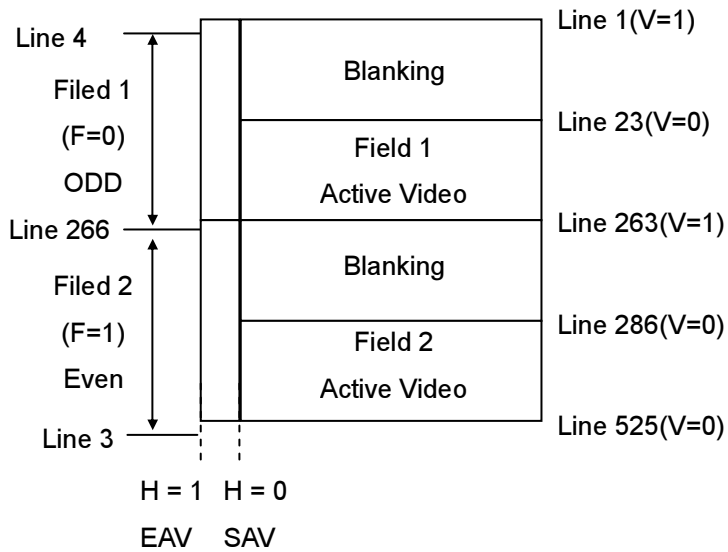 Line 4
Filed 1
(F=0)
ODD
Line 266
Filed 2
(F=1)
Even
Line 3
Blanking
Field 1
Active Video
Blanking
Field 2
Active Video
Line 1(V=1)
Line 23(V=0)
Line 263(V=1)
Line 286(V=0)
Line 525(V=0)
H = 1 H = 0
EAV SAV